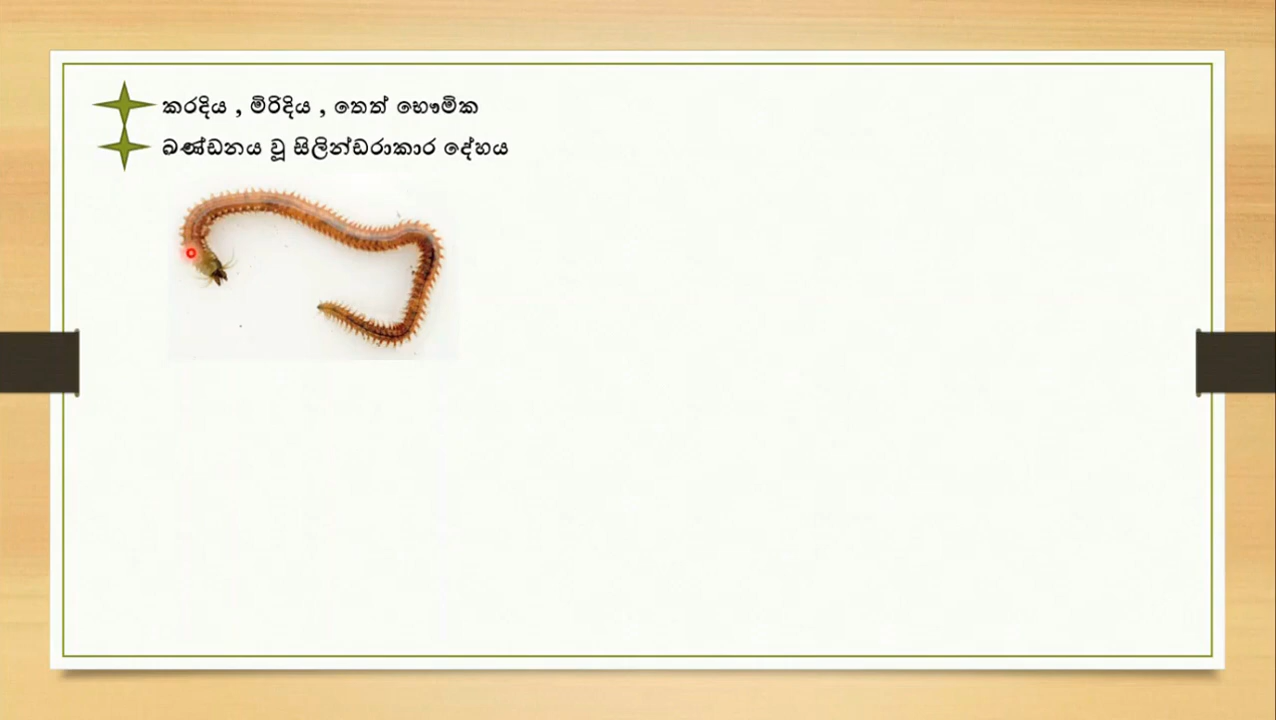 කරදිය , මිරිදිය , තෙත් භෞමික
ඛණ්ඩනය වූ සිලින්ඩරාකාර දේහය